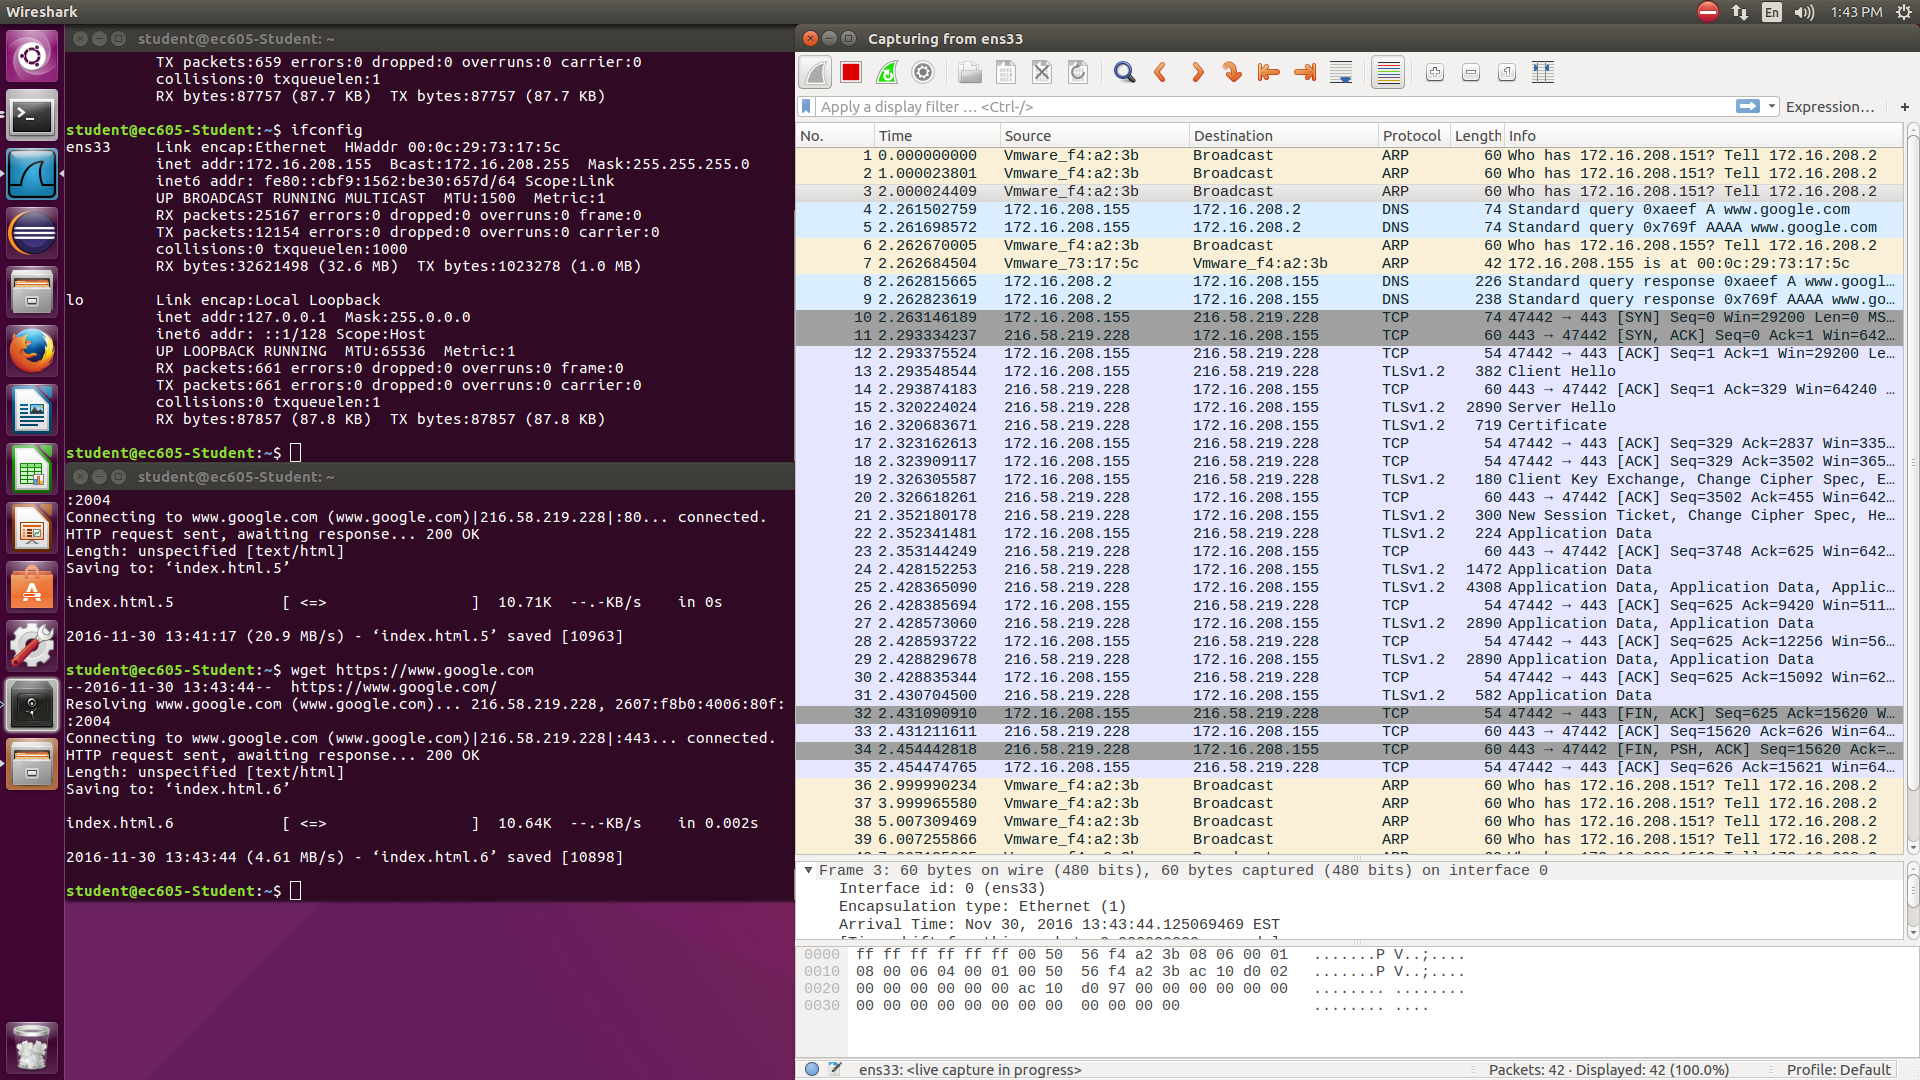 Wireshark
En
1:43 PM
student@ec605-Student: ~
TX packets:659 errors:0 dropped:0 overruns:0 carrier:0
collisions:0 txqueuelen:1
RX bytes:87757 (87.7 KB)  TX bytes:87757 (87.7 KB)
student@ec605-Student:~$ ifconfig
ens33     Link encap:Ethernet  HWaddr 00:0c:29:73:17:5c
inet addr:172.16.208.155  Bcast:172.16.208.255  Mask:255.255.255.0
inet6 addr: fe80::cbf9:1562:be30:657d/64 Scope:Link
UP BROADCAST RUNNING MULTICAST  MTU:1500  Metric:1
RX packets:25167 errors:0 dropped:0 overruns:0 frame:0
TX packets:12154 errors:0 dropped:0 overruns:0 carrier:0
collisions:0 txqueuelen:1000
RX bytes:32621498 (32.6 MB)  TX bytes:1023278 (1.0 MB)
lo        Link encap:Local Loopback
inet addr:127.0.0.1  Mask:255.0.0.0
inet6 addr: ::1/128 Scope:Host
UP LOOPBACK RUNNING  MTU:65536  Metric:1
RX packets:661 errors:0 dropped:0 overruns:0 frame:0
TX packets:661 errors:0 dropped:0 overruns:0 carrier:0
collisions:0 txqueuelen:1
RX bytes:87857 (87.8 KB)  TX bytes:87857 (87.8 KB)
student@ec605-Student:~$
student@ec605-Student: ~
:2004
Connecting to www.google.com (www.google.com)|216.58.219.228|:80... connected.
HTTP request sent, awaiting response... 200 OK
Length: unspecified [text/html]
Saving to: ‘index.html.5’
index.html.5            [ <=>                ]  10.71K  --.-KB/s    in 0s
2016-11-30 13:41:17 (20.9 MB/s) - ‘index.html.5’ saved [10963]
student@ec605-Student:~$ wget https://www.google.com
--2016-11-30 13:43:44--  https://www.google.com/
Resolving www.google.com (www.google.com)... 216.58.219.228, 2607:f8b0:4006:80f:
:2004
Connecting to www.google.com (www.google.com)|216.58.219.228|:443... connected.
HTTP request sent, awaiting response... 200 OK
Length: unspecified [text/html]
Saving to: ‘index.html.6’
index.html.6            [ <=>                ]  10.64K  --.-KB/s    in 0.002s
2016-11-30 13:43:44 (4.61 MB/s) - ‘index.html.6’ saved [10898]
student@ec605-Student:~$
Capturing from ens33
Apply a display filter … <Ctrl-/>
Expression… +
No. Time Source Destination Protocol Length Info
1 0.000000000 Vmware_f4:a2:3b Broadcast ARP 60 Who has 172.16.208.151? Tell 172.16.208.2
2 1.000023801 Vmware_f4:a2:3b Broadcast ARP 60 Who has 172.16.208.151? Tell 172.16.208.2
3 2.000024409 Vmware_f4:a2:3b Broadcast ARP 60 Who has 172.16.208.151? Tell 172.16.208.2
4 2.261502759 172.16.208.155 172.16.208.2 DNS 74 Standard query 0xaeef A www.google.com
5 2.261698572 172.16.208.155 172.16.208.2 DNS 74 Standard query 0x769f AAAA www.google.com
6 2.262670005 Vmware_f4:a2:3b Broadcast ARP 60 Who has 172.16.208.155? Tell 172.16.208.2
7 2.262684504 Vmware_73:17:5c Vmware_f4:a2:3b ARP 42 172.16.208.155 is at 00:0c:29:73:17:5c
8 2.262815665 172.16.208.2 172.16.208.155 DNS 226 Standard query response 0xaeef A www.googl…
9 2.262823619 172.16.208.2 172.16.208.155 DNS 238 Standard query response 0x769f AAAA www.go…
10 2.263146189 172.16.208.155 216.58.219.228 TCP 74 47442 → 443 [SYN] Seq=0 Win=29200 Len=0 MS…
11 2.293334237 216.58.219.228 172.16.208.155 TCP 60 443 → 47442 [SYN, ACK] Seq=0 Ack=1 Win=642…
12 2.293375524 172.16.208.155 216.58.219.228 TCP 54 47442 → 443 [ACK] Seq=1 Ack=1 Win=29200 Le…
13 2.293548544 172.16.208.155 216.58.219.228 TLSv1.2 382 Client Hello
14 2.293874183 216.58.219.228 172.16.208.155 TCP 60 443 → 47442 [ACK] Seq=1 Ack=329 Win=64240 …
15 2.320224024 216.58.219.228 172.16.208.155 TLSv1.2 2890 Server Hello
16 2.320683671 216.58.219.228 172.16.208.155 TLSv1.2 719 Certificate
17 2.323162613 172.16.208.155 216.58.219.228 TCP 54 47442 → 443 [ACK] Seq=329 Ack=2837 Win=335…
18 2.323909117 172.16.208.155 216.58.219.228 TCP 54 47442 → 443 [ACK] Seq=329 Ack=3502 Win=365…
19 2.326305587 172.16.208.155 216.58.219.228 TLSv1.2 180 Client Key Exchange, Change Cipher Spec, E…
20 2.326618261 216.58.219.228 172.16.208.155 TCP 60 443 → 47442 [ACK] Seq=3502 Ack=455 Win=642…
21 2.352180178 216.58.219.228 172.16.208.155 TLSv1.2 300 New Session Ticket, Change Cipher Spec, He…
22 2.352341481 172.16.208.155 216.58.219.228 TLSv1.2 224 Application Data
23 2.353144249 216.58.219.228 172.16.208.155 TCP 60 443 → 47442 [ACK] Seq=3748 Ack=625 Win=642…
24 2.428152253 216.58.219.228 172.16.208.155 TLSv1.2 1472 Application Data
25 2.428365090 216.58.219.228 172.16.208.155 TLSv1.2 4308 Application Data, Application Data, Applic…
26 2.428385694 172.16.208.155 216.58.219.228 TCP 54 47442 → 443 [ACK] Seq=625 Ack=9420 Win=511…
27 2.428573060 216.58.219.228 172.16.208.155 TLSv1.2 2890 Application Data, Application Data
28 2.428593722 172.16.208.155 216.58.219.228 TCP 54 47442 → 443 [ACK] Seq=625 Ack=12256 Win=56…
29 2.428829678 216.58.219.228 172.16.208.155 TLSv1.2 2890 Application Data, Application Data
30 2.428835344 172.16.208.155 216.58.219.228 TCP 54 47442 → 443 [ACK] Seq=625 Ack=15092 Win=62…
31 2.430704500 216.58.219.228 172.16.208.155 TLSv1.2 582 Application Data
32 2.431090910 172.16.208.155 216.58.219.228 TCP 54 47442 → 443 [FIN, ACK] Seq=625 Ack=15620 W…
33 2.431211611 216.58.219.228 172.16.208.155 TCP 60 443 → 47442 [ACK] Seq=15620 Ack=626 Win=64…
34 2.454442818 216.58.219.228 172.16.208.155 TCP 60 443 → 47442 [FIN, PSH, ACK] Seq=15620 Ack=…
35 2.454474765 172.16.208.155 216.58.219.228 TCP 54 47442 → 443 [ACK] Seq=626 Ack=15621 Win=64…
36 2.999990234 Vmware_f4:a2:3b Broadcast ARP 60 Who has 172.16.208.151? Tell 172.16.208.2
37 3.999965580 Vmware_f4:a2:3b Broadcast ARP 60 Who has 172.16.208.151? Tell 172.16.208.2
38 5.007309469 Vmware_f4:a2:3b Broadcast ARP 60 Who has 172.16.208.151? Tell 172.16.208.2
39 6.007255866 Vmware_f4:a2:3b Broadcast ARP 60 Who has 172.16.208.151? Tell 172.16.208.2
Frame 3: 60 bytes on wire (480 bits), 60 bytes captured (480 bits) on interface 0
Interface id: 0 (ens33)
Encapsulation type: Ethernet (1)
Arrival Time: Nov 30, 2016 13:43:44.125069469 EST
0000  ff ff ff ff ff ff 00 50  56 f4 a2 3b 08 06 00 01   .......P V..;....
0010  08 00 06 04 00 01 00 50  56 f4 a2 3b ac 10 d0 02   .......P V..;....
0020  00 00 00 00 00 00 ac 10  d0 97 00 00 00 00 00 00   ........ ........
0030  00 00 00 00 00 00 00 00  00 00 00 00               ........ ....
ens33: <live capture in progress>
Packets: 42 · Displayed: 42 (100.0%)
Profile: Default